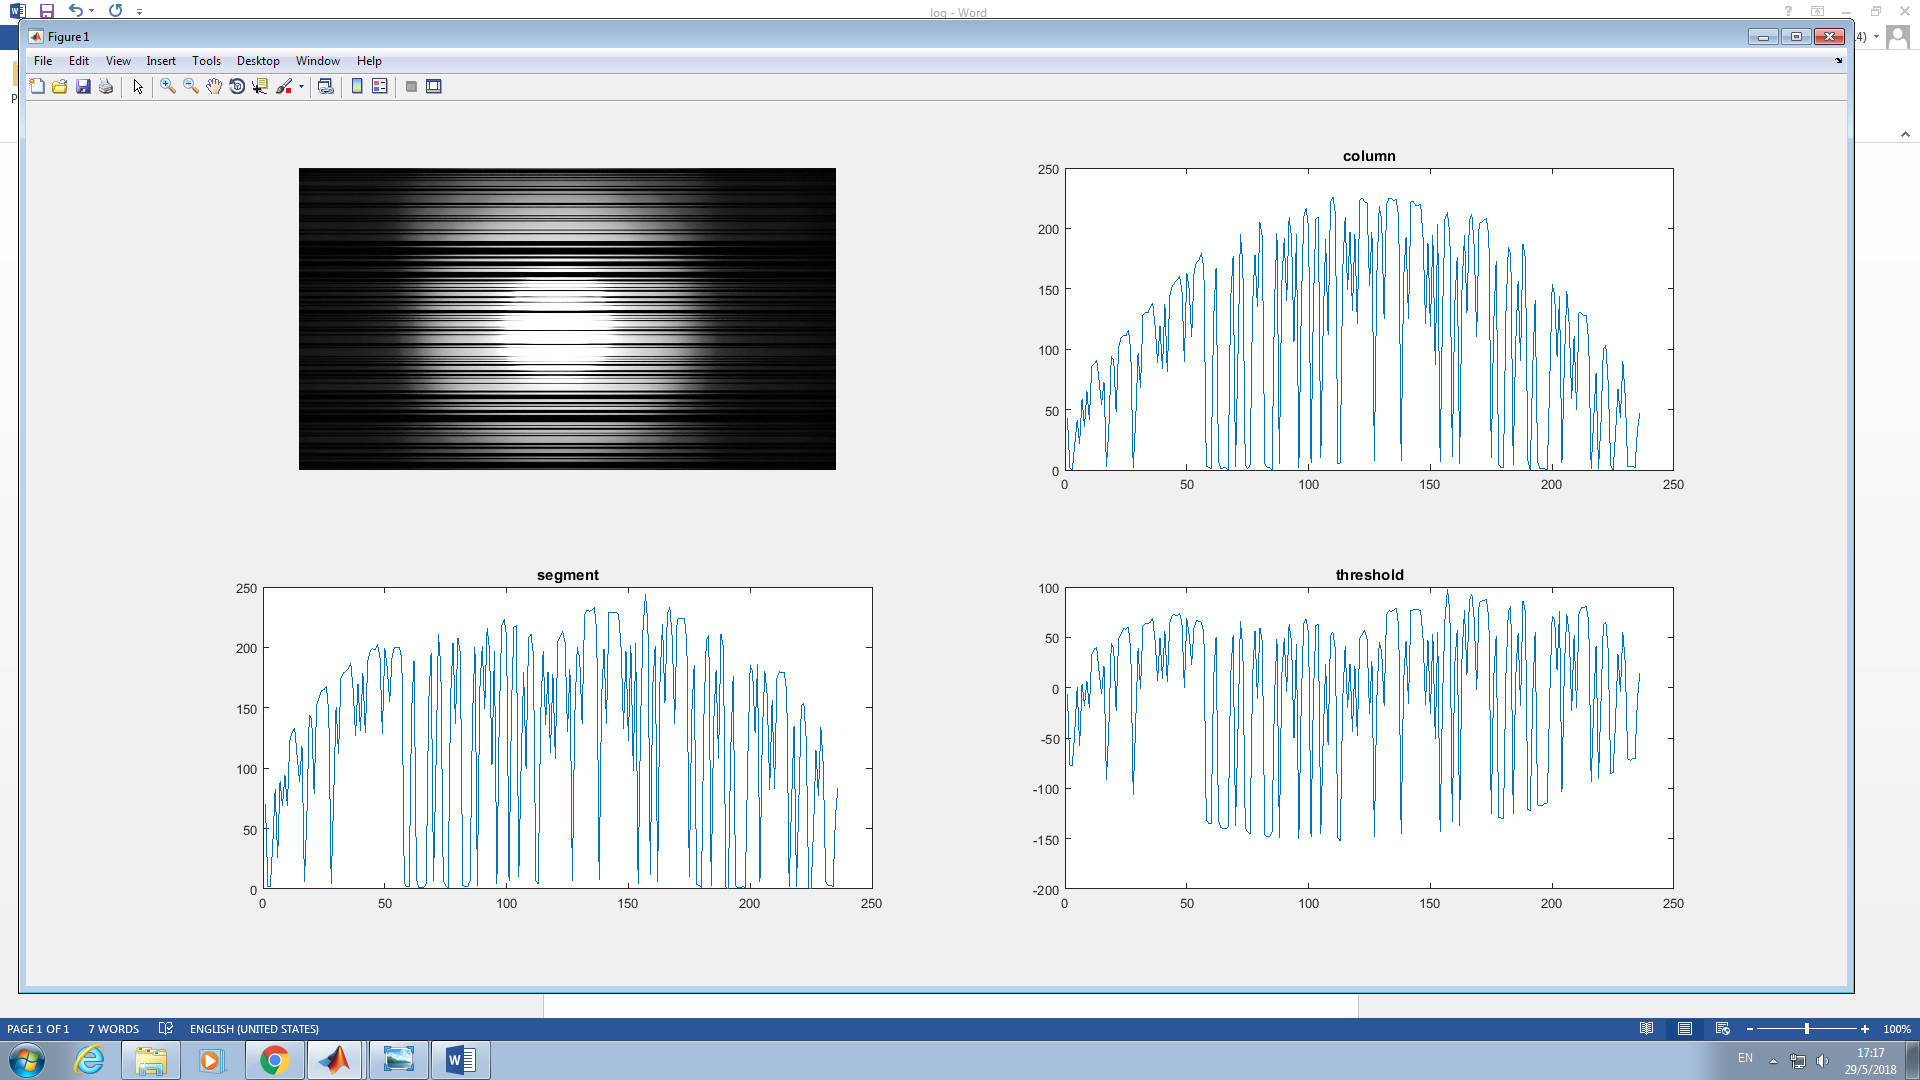 log - Word
Figure 1
File Edit View Insert Tools Desktop Window Help
column
250
200
150
100
50
0
0 50 100 150 200 250
segment
250
200
150
100
50
0
0 50 100 150 200 250
threshold
100
50
0
-50
-100
-150
-200
0 50 100 150 200 250
PAGE 1 OF 1 7 WORDS ENGLISH (UNITED STATES) 100%
EN
17:17
29/5/2018